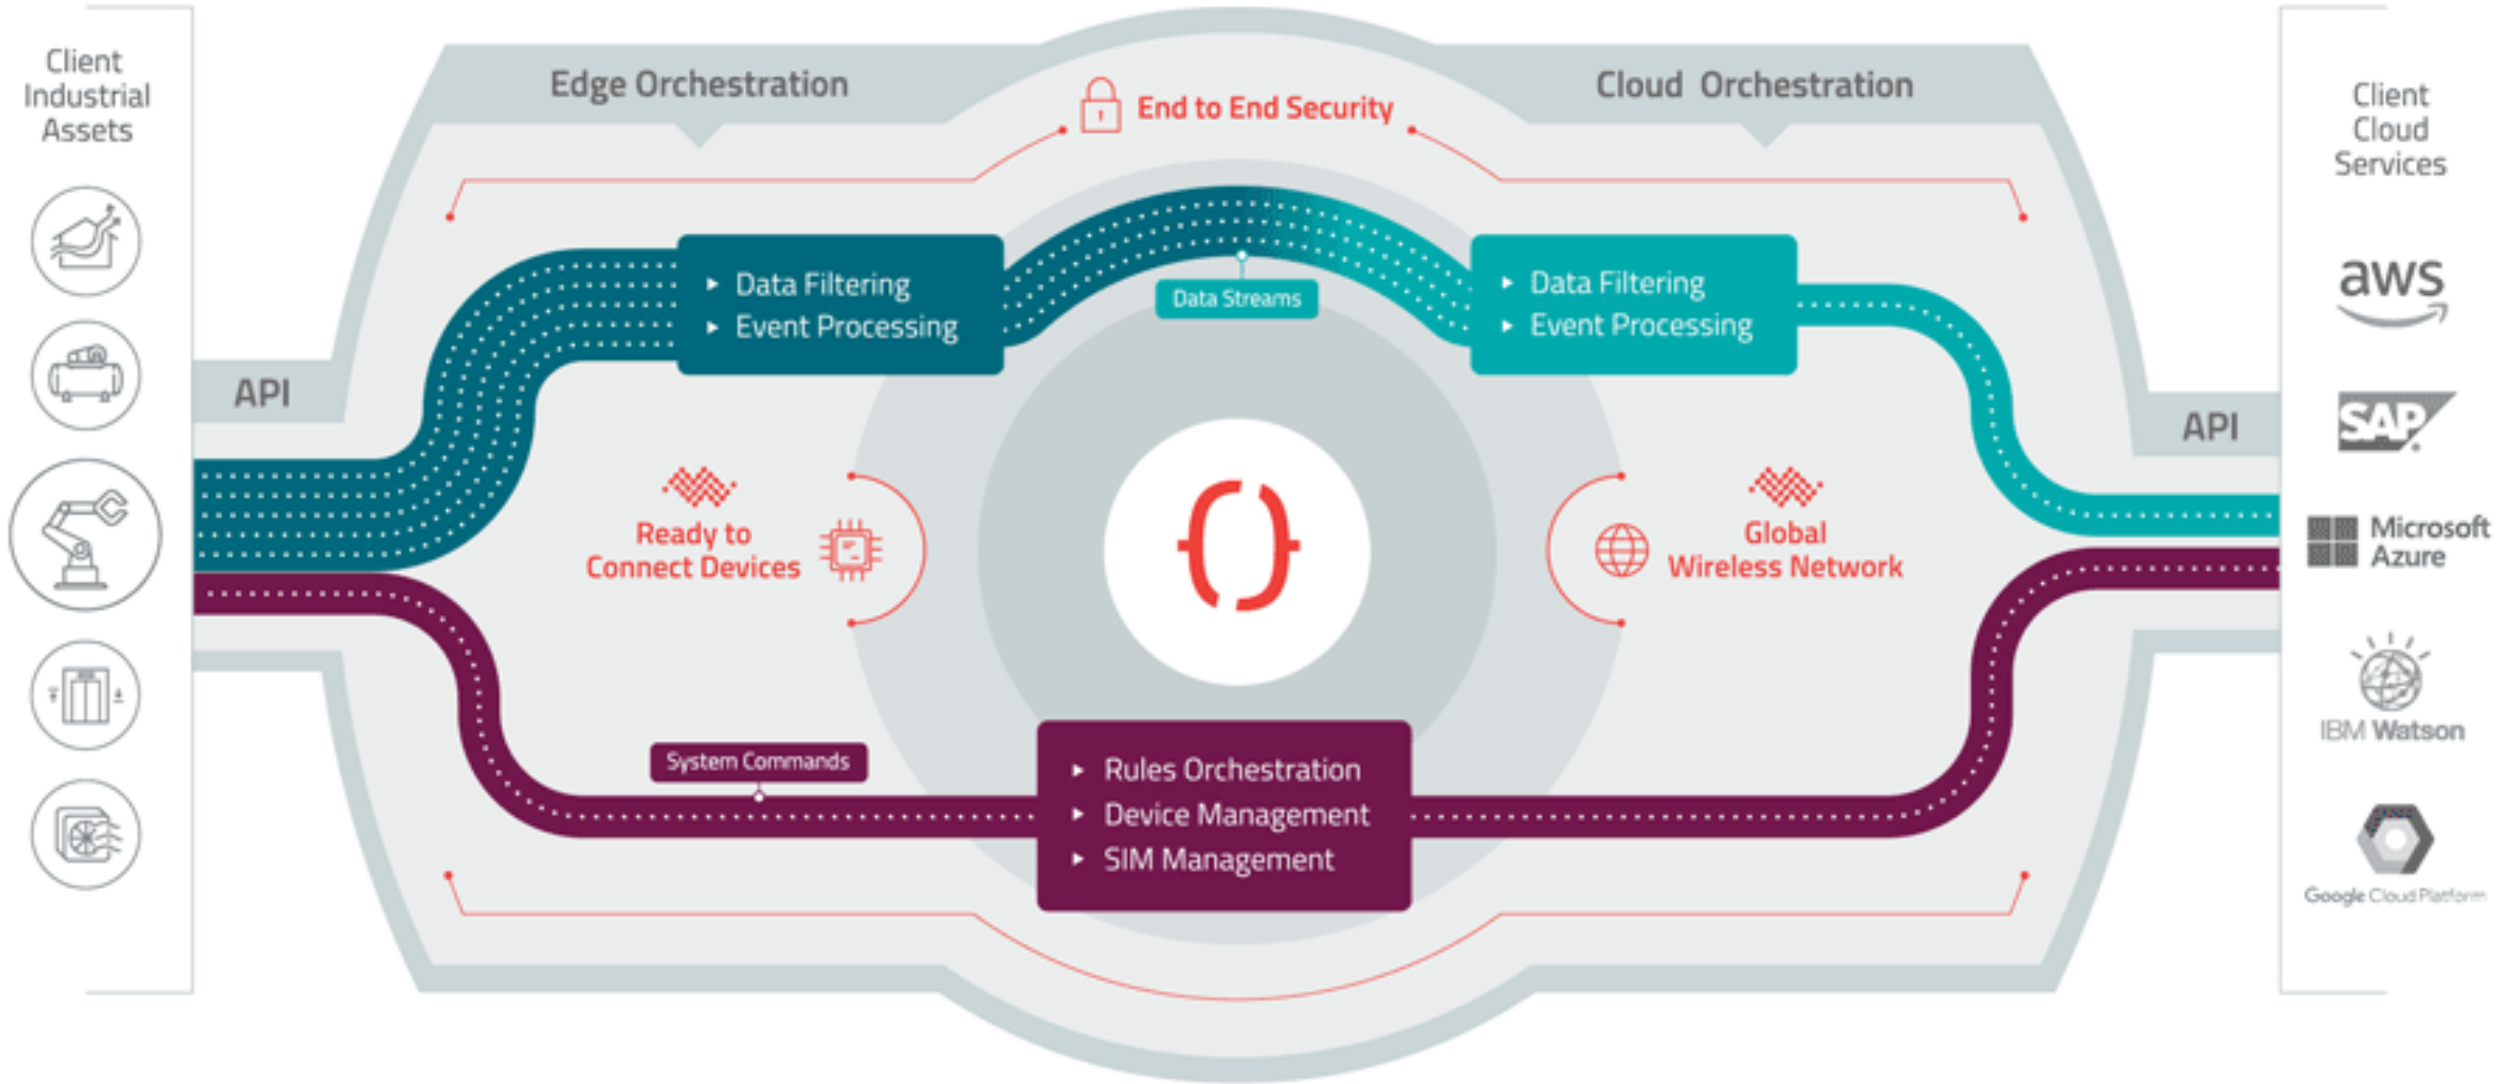 Client
Industrial
Assets
API
Edge Orchestration
End to End Security
Cloud Orchestration
Data Filtering
Event Processing
Data Streams
Data Filtering
Event Processing
Ready to
Connect Devices
Global
Wireless Network
System Commands
Rules Orchestration
Device Management
SIM Management
API
Client
Cloud
Services
aws
SAP
Microsoft
Azure
IBM Watson
Google Cloud Platform